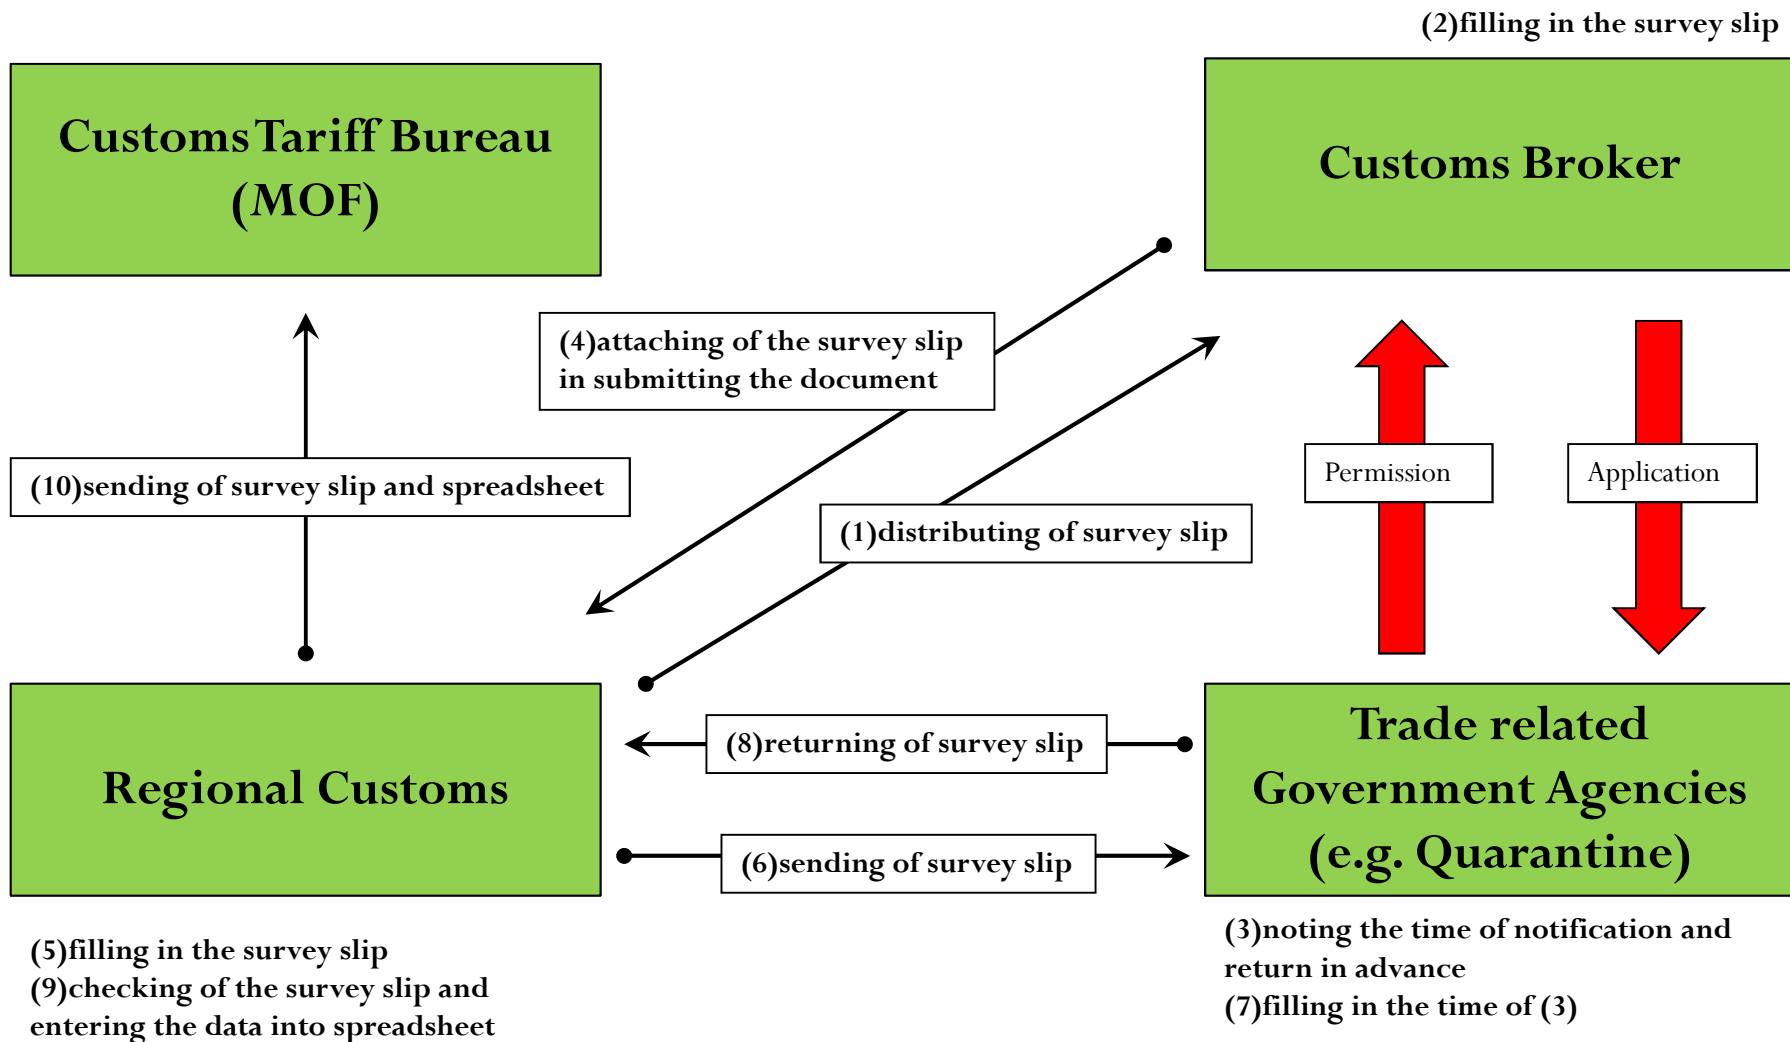 (2)filling in the survey slip
Customs Tariff Bureau
(MOF)
Customs Broker
(4)attaching of the survey slip
in submitting the document
Permission
Application
(10)sending of survey slip and spreadsheet
(1)distributing of survey slip
Regional Customs
(8)returning of survey slip
(6)sending of survey slip
Trade related
Government Agencies
(e.g. Quarantine)
(5)filling in the survey slip
(9)checking of the survey slip and
entering the data into spreadsheet
(3)noting the time of notification and
return in advance
(7)filling in the time of (3)